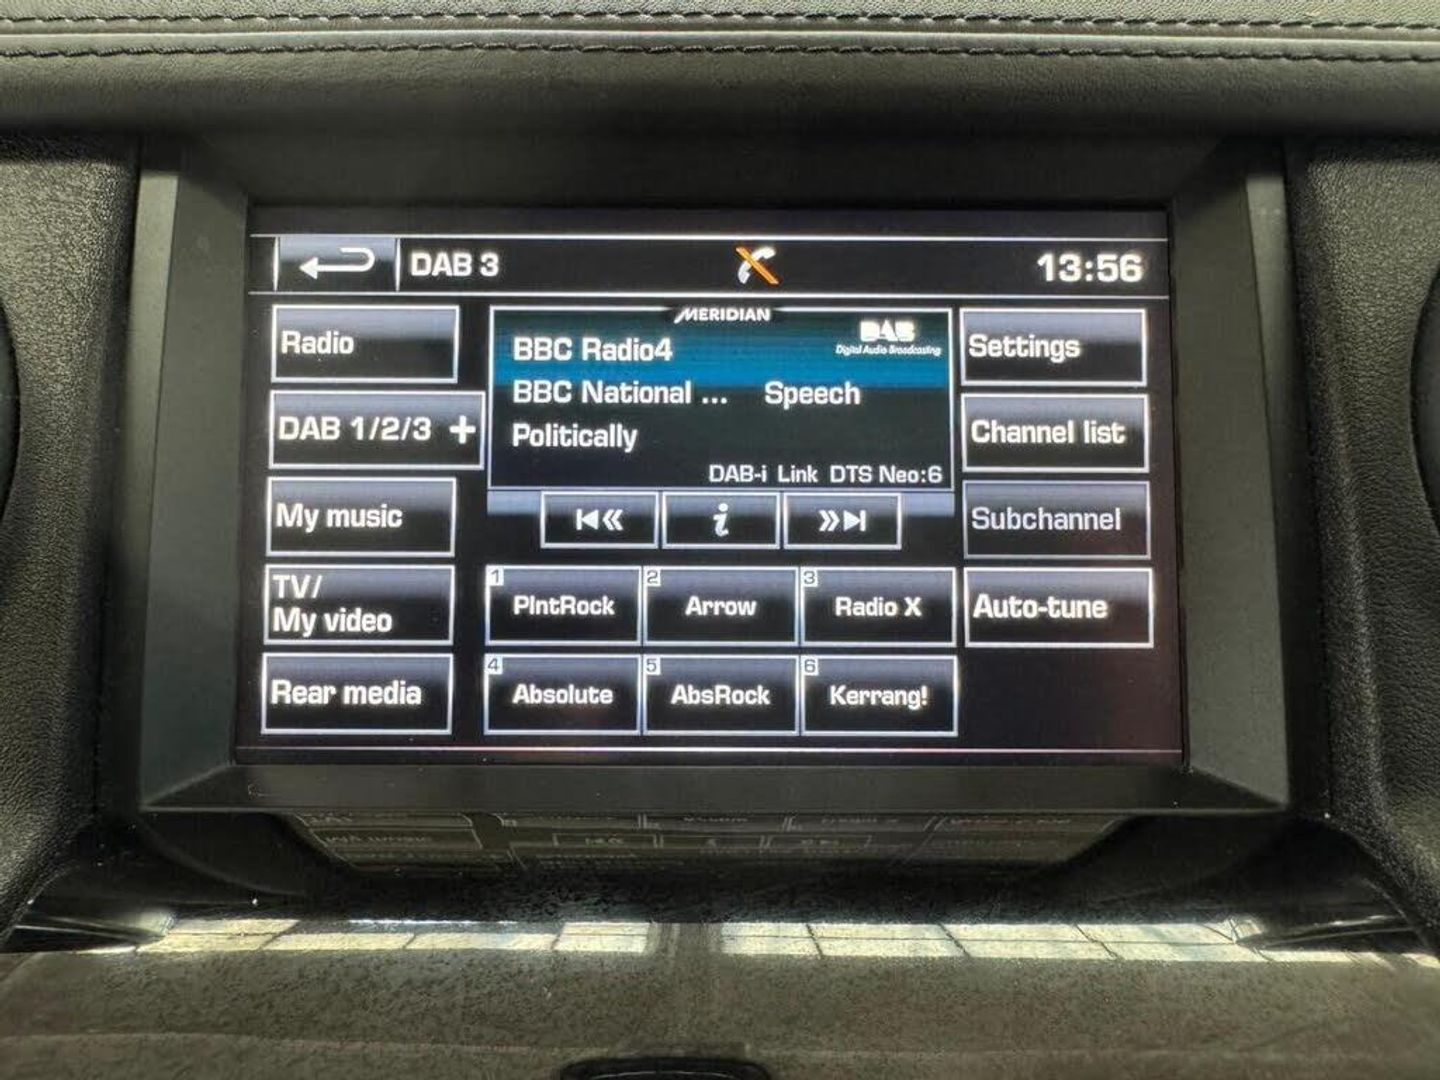 DAB 3
13:56
Radio
DAB 1/2/3 +
My music
TV/
My video
Rear media
MERIDIAN
BBC Radio4
DAB
Digital Audio Broadcasting
BBC National ... Speech
Politically
DAB-i Link DTS Neo:6
i
1 PlntRock
2 Arrow
3 Radio X
4 Absolute
5 AbsRock
6 Kerrang!
Settings
Channel list
Subchannel
Auto-tune